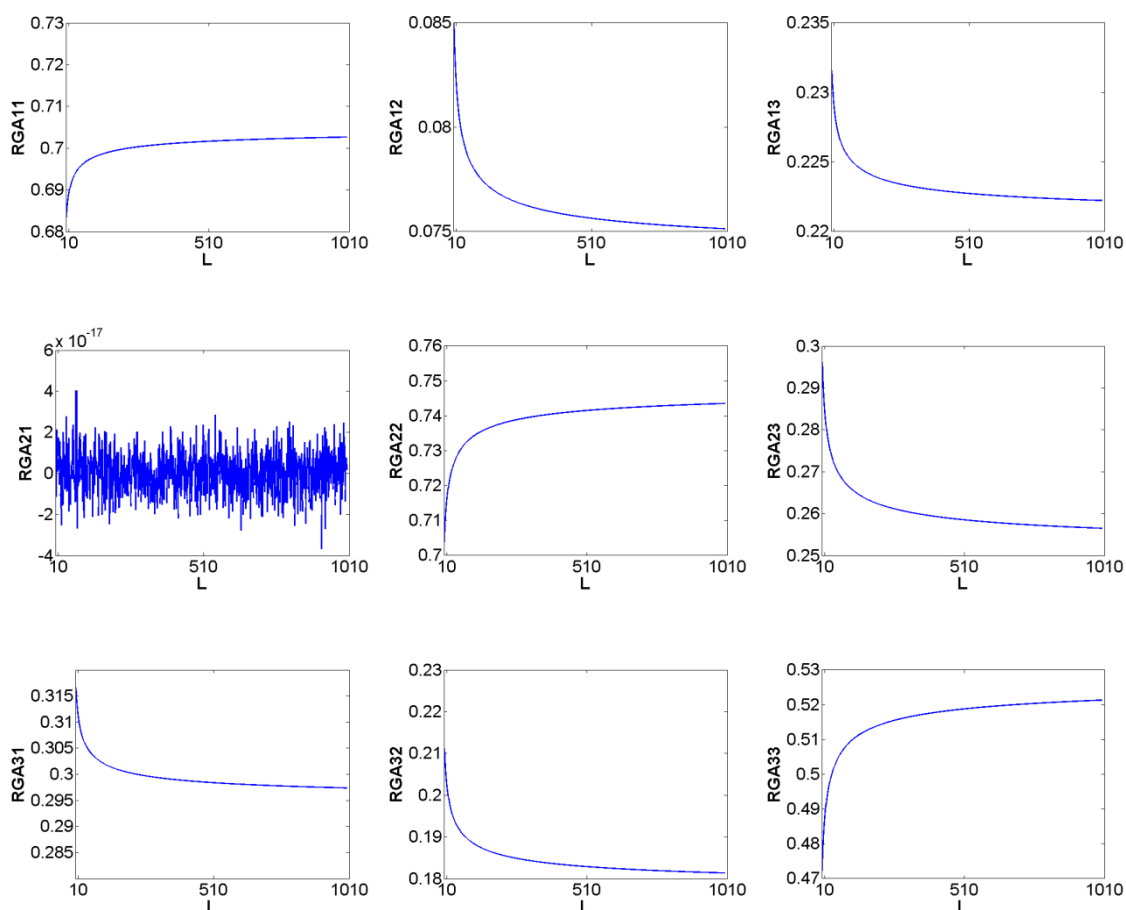 RGA11
0.73
0.72
0.71
0.7
0.69
0.68
10 510 1010
L
RGA12
0.085
0.08
0.075
10 510 1010
L
RGA13
0.235
0.23
0.225
0.22
10 510 1010
L
RGA21
x 10-17
6
4
2
0
-2
-4
10 510 1010
L
RGA22
0.76
0.75
0.74
0.73
0.72
0.71
0.7
10 510 1010
L
RGA23
0.3
0.29
0.28
0.27
0.26
0.25
10 510 1010
L
RGA31
0.315
0.31
0.305
0.3
0.295
0.29
0.285
10 510 1010
L
RGA32
0.23
0.22
0.21
0.2
0.19
0.18
10 510 1010
L
RGA33
0.53
0.52
0.51
0.5
0.49
0.48
0.47
10 510 1010
L